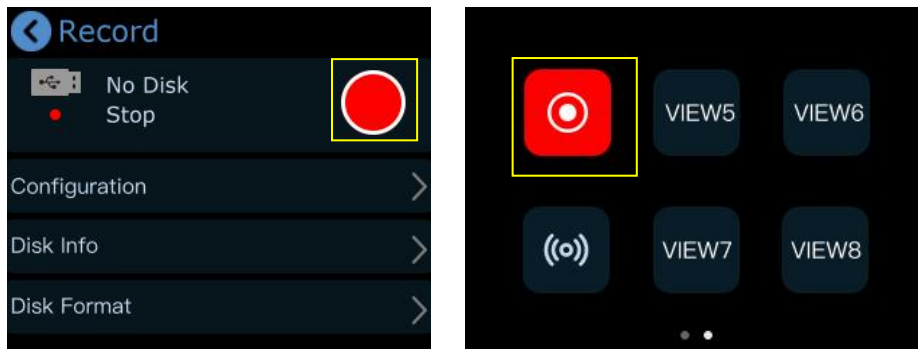 Record
No Disk
Stop
Configuration
Disk Info
Disk Format
VIEW5 VIEW6
VIEW7 VIEW8